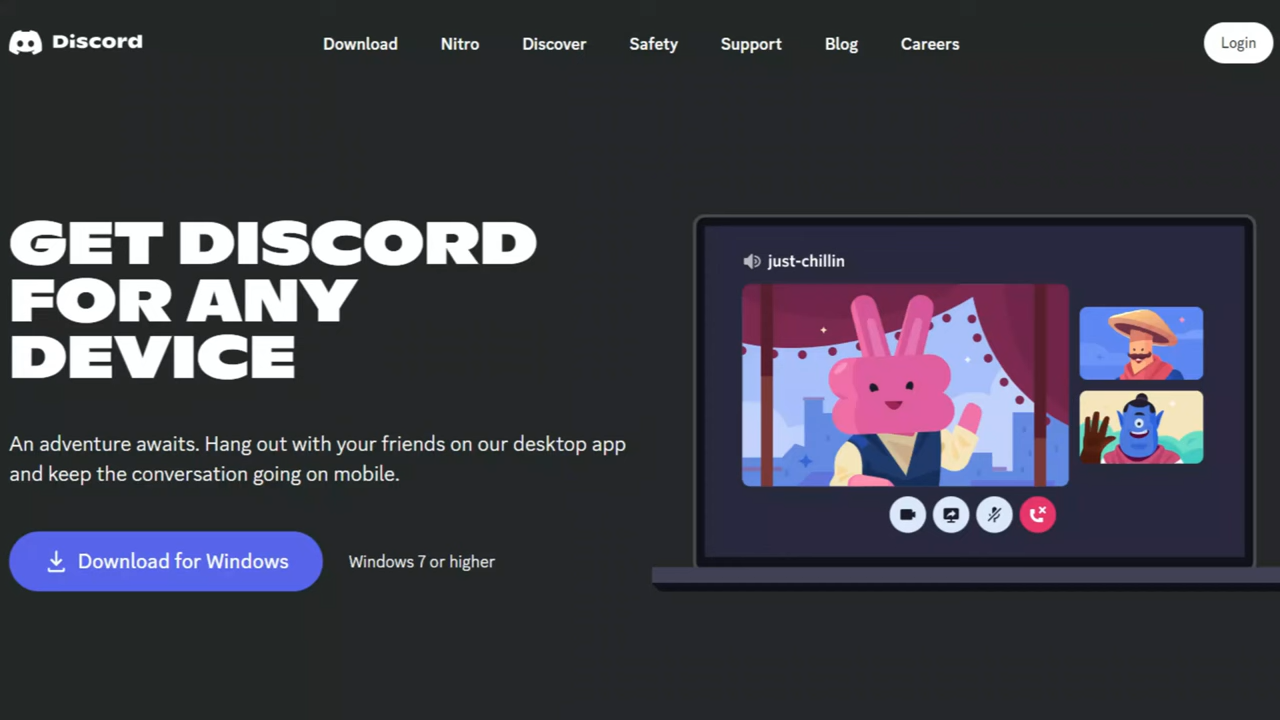 Discord
Download Nitro Discover Safety Support Blog Careers
Login
GET DISCORD
FOR ANY
DEVICE
An adventure awaits. Hang out with your friends on our desktop app
and keep the conversation going on mobile.
Download for Windows
Windows 7 or higher
just-chillin